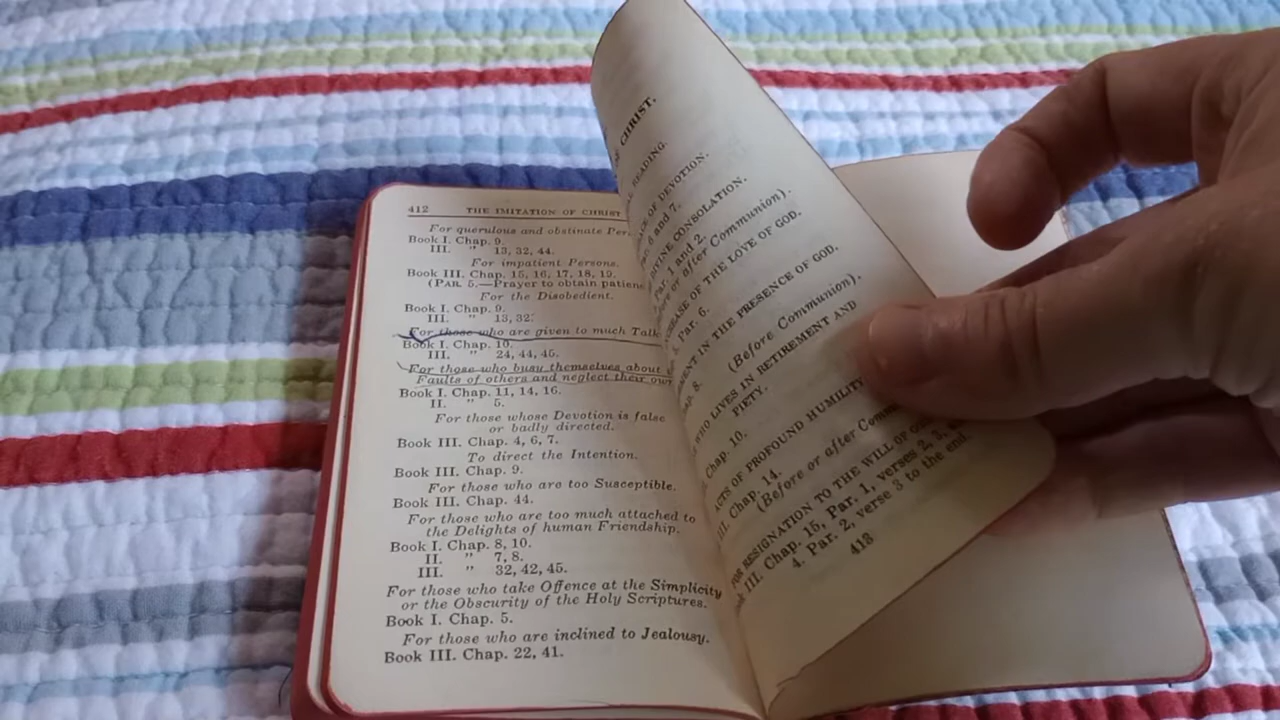 412 THE IMITATION OF CHRIST
For querulous and obstinate
Book I. Chap. 9.
III. " 13, 32, 44.
For impatient Persons.
Book III. Chap. 15, 16, 17, 18, 19.
(PAR. 5.—Prayer to obtain
For the Disobedient.
Book I. Chap. 9.
III. " 13, 32.
For those who are given to much
Book I. Chap. 10.
III. " 24, 44, 45.
For those who busy themselves about
Faults of others and neglect their own
Book I. Chap. 11, 14, 16.
II. " 5.
For those whose Devotion is false
or badly directed.
Book III. Chap. 4, 6, 7.
To direct the Intention.
Book III. Chap. 9.
For those who are too Susceptible.
Book III. Chap. 44.
For those who are too much attached to
the Delights of human Friendship.
Book I. Chap. 8, 10.
II. " 7, 8.
III. " 32, 42, 45.
For those who take Offence at the Simplicity
or the Obscurity of the Holy Scriptures.
Book I. Chap. 5.
For those who are inclined to Jealousy.
Book III. Chap. 22, 41.
CHRIST.
READING.
OF DEVOTION.
6 and 7.
DIVINE CONSOLATION.
Par. 1 and 2.
or after Communion).
OF THE LOVE OF GOD.
Par. 6.
IN THE PRESENCE OF GOD.
8. (Before Communion).
WHO LIVES IN RETIREMENT AND
PIETY.
Chap. 10.
ACTS OF PROFOUND HUMILITY
III. Chap. 14.
(Before or after
FOR RESIGNATION TO THE WILL OF
III. Chap. 15, Par. 1, verses 2, 3,
4. Par. 2, verse 3 to the end.
413